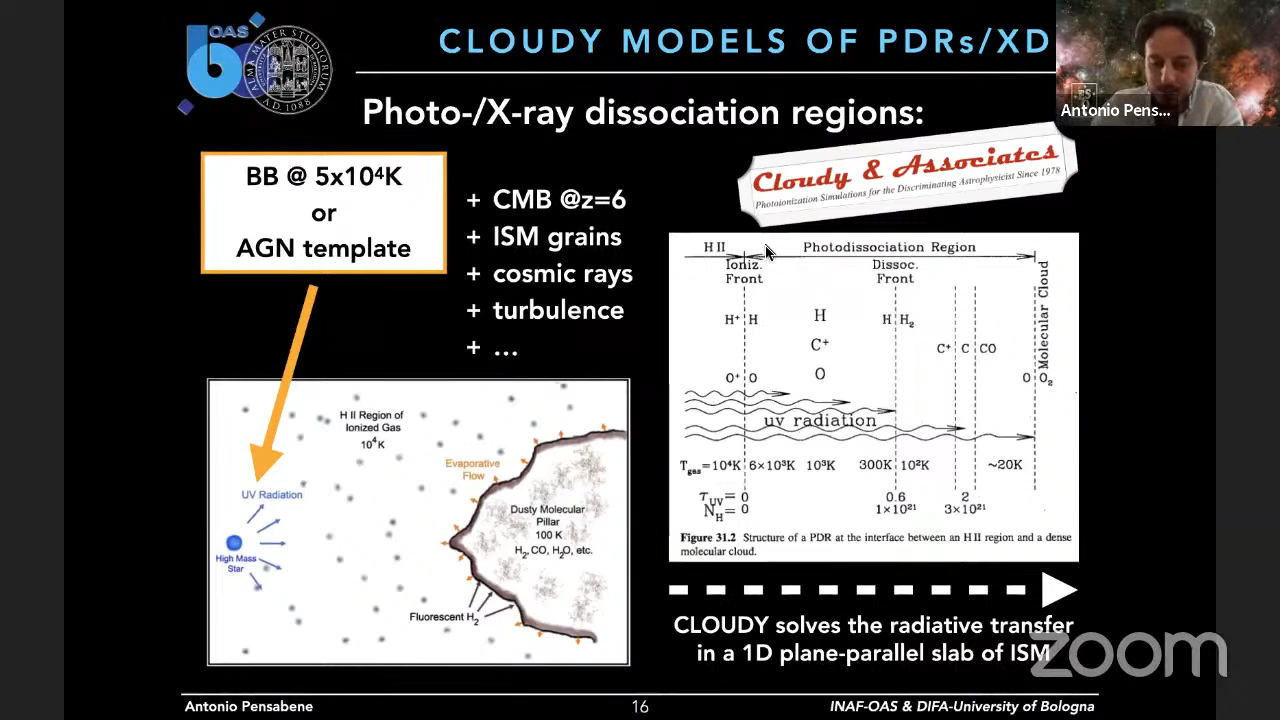 OAS
ALMA MATER STUDIORUM
A.D. 1088
CLOUDY MODELS OF PDRs/XD
Antonio Pens...
Photo-/X-ray dissociation regions:
BB @ 5x10⁴K
or
AGN template
+ CMB @z=6
+ ISM grains
+ cosmic rays
+ turbulence
+ ...
Cloudy & Associates
Photoionization Simulations for the Discriminating Astrophysicist Since 1978
H II Photodissociation Region
Ioniz. Dissoc.
Front Front
Molecular Cloud
H⁺ H H H H₂
C⁺ C⁺ C CO
O⁺ O O O O₂
uv radiation
T_gas=10⁴K 6×10³K 10³K 300K 10²K ~20K
τ_UV= 0 0.6 2
N_H= 0 1×10²¹ 3×10²¹
Figure 31.2 Structure of a PDR at the interface between an H II region and a dense
molecular cloud.
H II Region of
Ionized Gas
10⁴K
Evaporative
Flow
UV Radiation
High Mass
Star
Dusty Molecular
Pillar
100 K
H₂, CO, H₂O, etc.
Fluorescent H₂
CLOUDY solves the radiative transfer
in a 1D plane-parallel slab of ISM
zoom
Antonio Pensabene 16 INAF-OAS & DIFA-University of Bologna